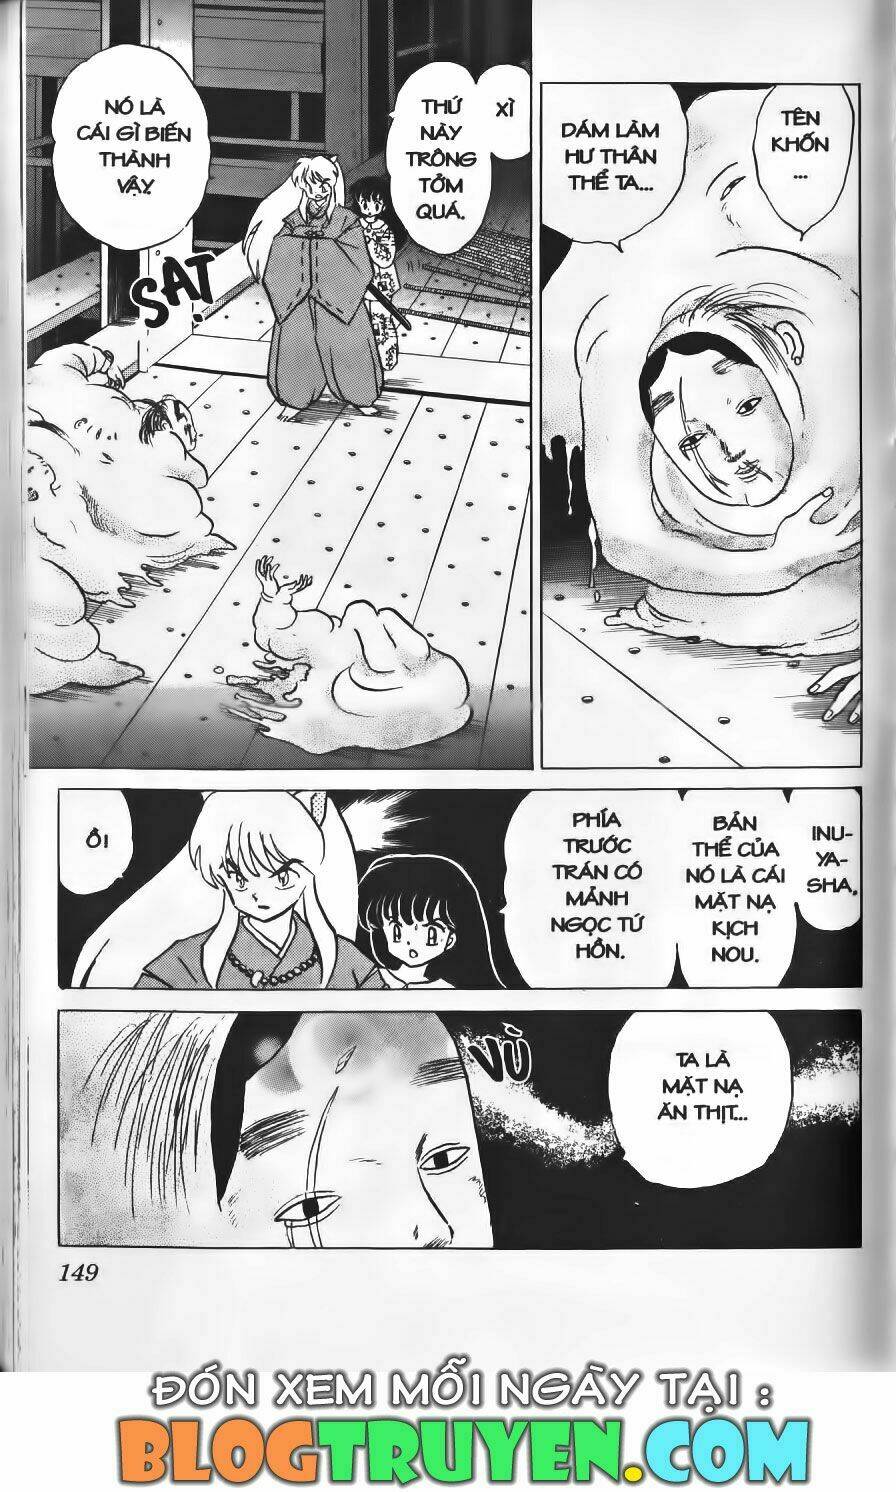 TÊN
KHỐN
...
DÁM LÀM
HƯ THÂN
THỂ TA...
XÌ
THỨ
NÀY
TRÔNG
TỞM
QUÁ.
NÓ LÀ
CÁI GÌ BIẾN
THÀNH
VẬY.
SẠT
INU-
YA-
SHA.
BẢN
THỂ CỦA
NÓ LÀ CÁI
MẶT NẠ
KỊCH
NOU.
PHÍA
TRƯỚC
TRÁN CÓ
MẢNH
NGỌC TỨ
HỒN.
Ồ!
TA LÀ
MẶT NẠ
ĂN THỊT...
VÙ
149
ĐÓN XEM MỖI NGÀY TẠI :
BLOGTRUYEN.COM